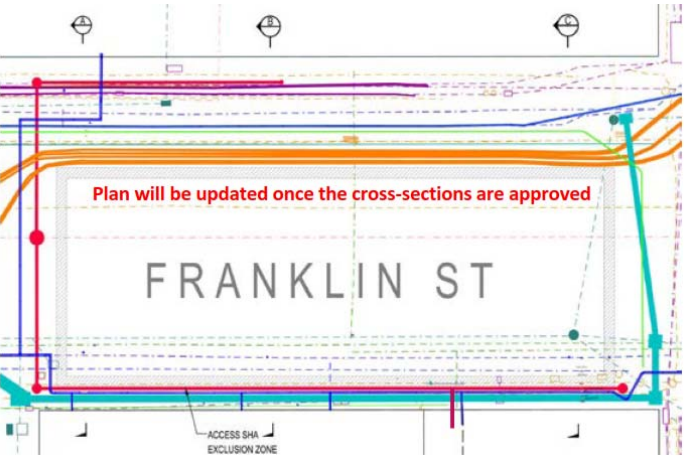 A
B
C
Plan will be updated once the cross-sections are approved
FRANKLIN ST
ACCESS SHA
EXCLUSION ZONE